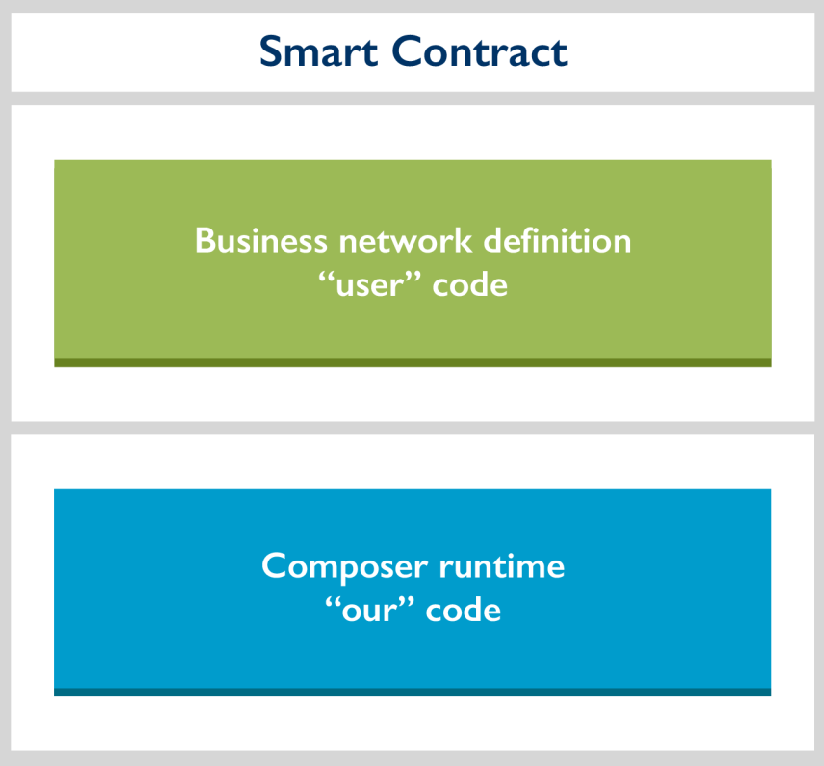 Smart Contract
Business network definition
“user” code
Composer runtime
“our” code